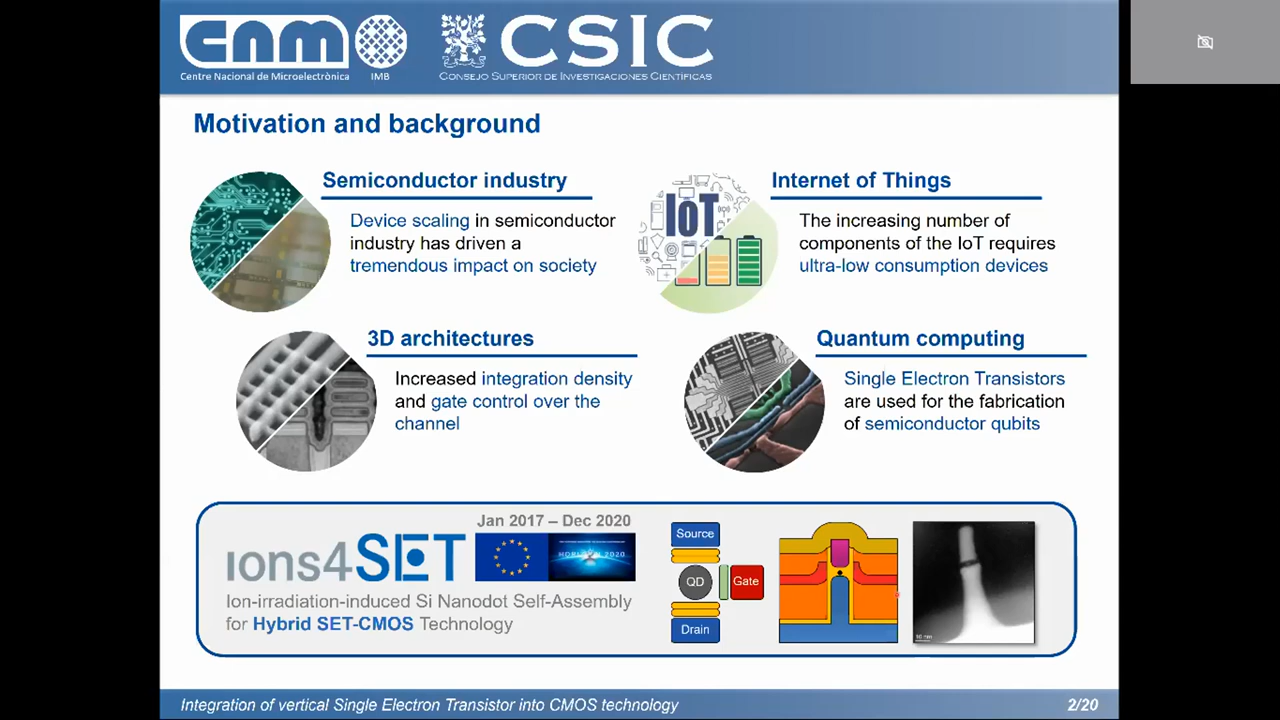 CNM
CSIC
Centre Nacional de Microelectrònica
IMB
Consejo Superior de Investigaciones Científicas
Motivation and background
Semiconductor industry
Device scaling in semiconductor
industry has driven a
tremendous impact on society
IoT
Internet of Things
The increasing number of
components of the IoT requires
ultra-low consumption devices
3D architectures
Increased integration density
and gate control over the
channel
Quantum computing
Single Electron Transistors
are used for the fabrication
of semiconductor qubits
Jan 2017 – Dec 2020
ions4SET
HORIZON 2020
Ion-irradiation-induced Si Nanodot Self-Assembly
for Hybrid SET-CMOS Technology
Source
QD
Gate
Drain
10 nm
Integration of vertical Single Electron Transistor into CMOS technology
2/20